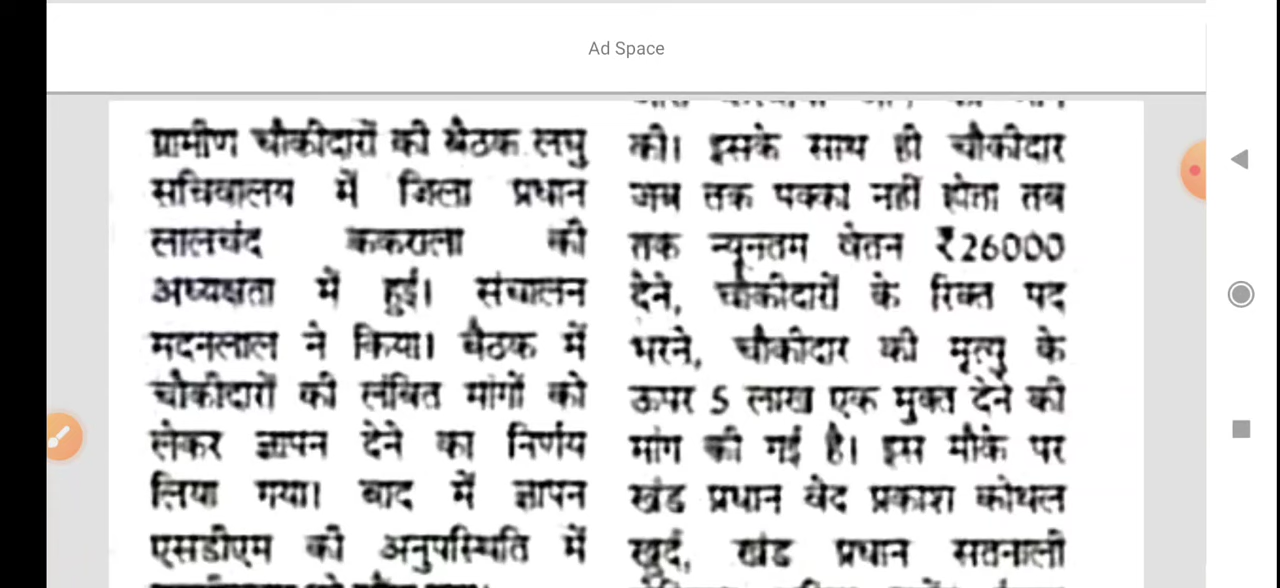 Ad Space
ग्रामीण चौकीदारों की बैठक लघु
सचिवालय में जिला प्रधान
लालचंद ककराला की
अध्यक्षता में हुई। संचालन
मदनलाल ने किया। बैठक में
चौकीदारों की लंबित मांगों को
लेकर ज्ञापन देने का निर्णय
लिया गया। बाद में ज्ञापन
एसडीएम की अनुपस्थिति में
की। इसके साथ ही चौकीदार
जब तक पक्का नहीं होता तब
तक न्यूनतम वेतन ₹26000
देने, चौकीदारों के रिक्त पद
भरने, चौकीदार की मृत्यु के
ऊपर 5 लाख एक मुक्त देने की
मांग की गई है। इस मौके पर
खंड प्रधान वेद प्रकाश कोथल
खुर्द, खंड प्रधान सतनाली